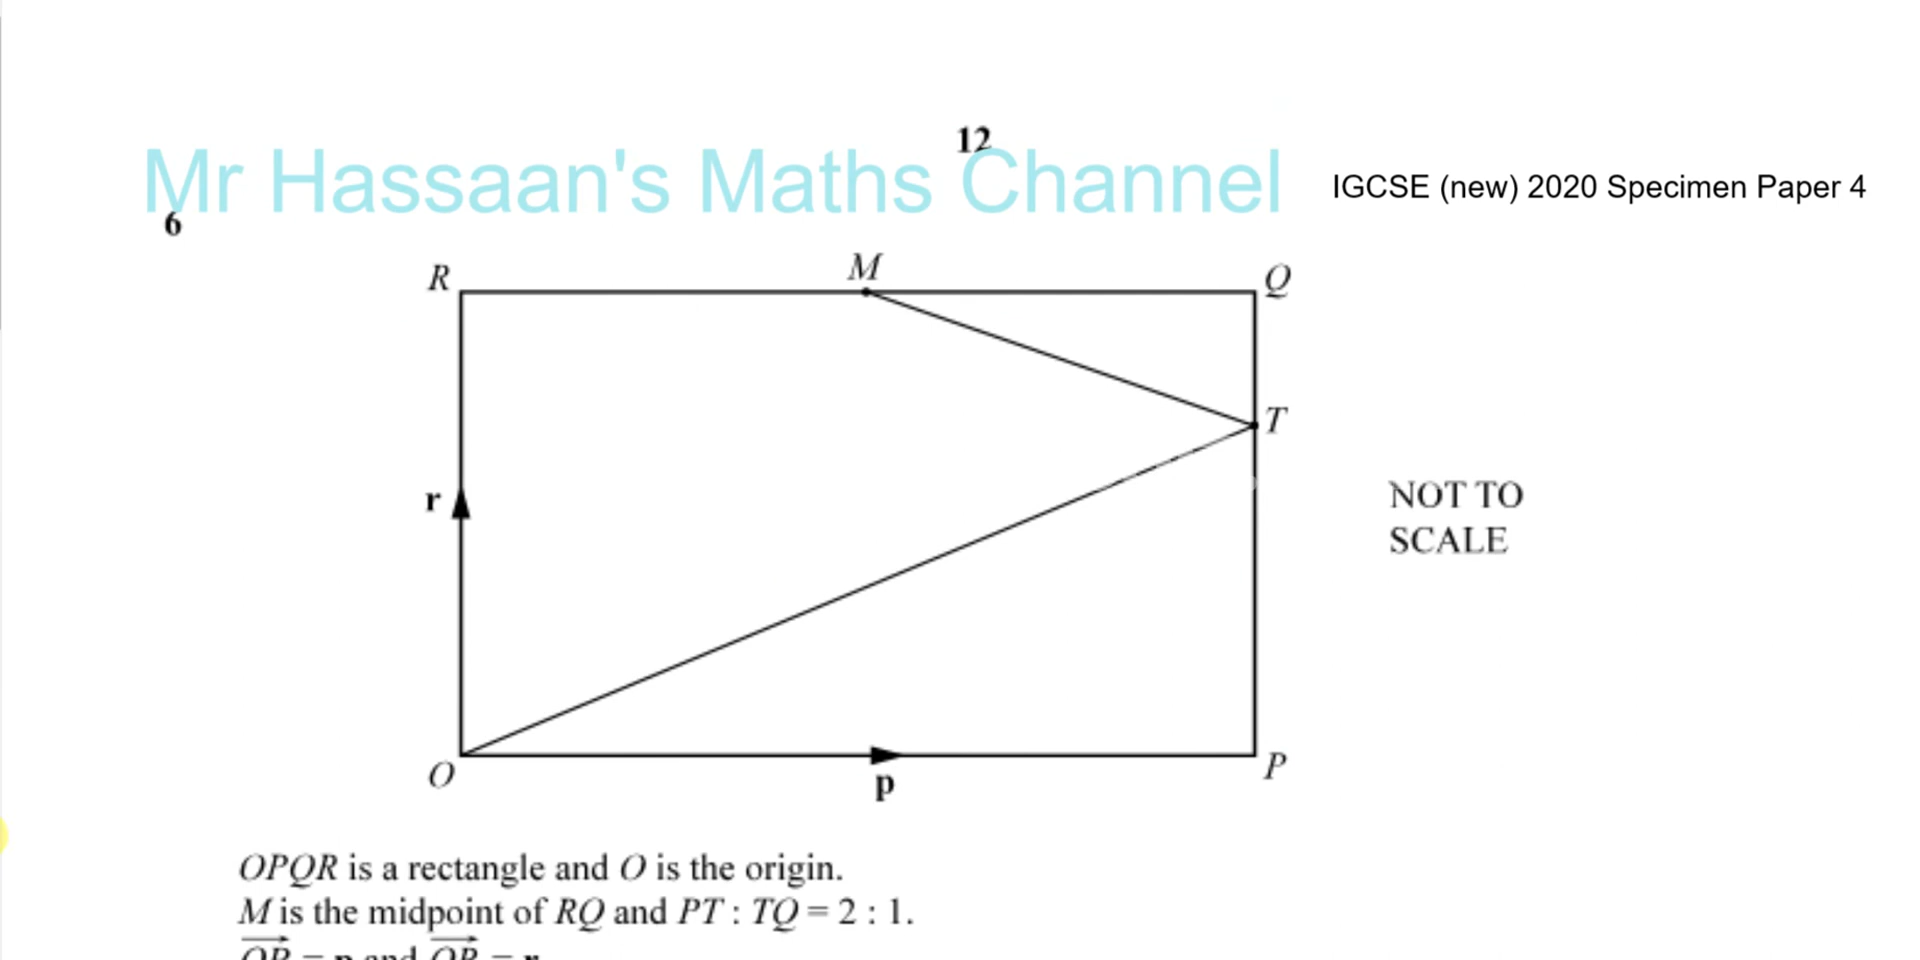 12
Mr Hassaan's Maths Channel
IGCSE (new) 2020 Specimen Paper 4
6
R
M
Q
T
r
NOT TO
SCALE
O
P
p
OPQR is a rectangle and O is the origin.
M is the midpoint of RQ and PT : TQ = 2 : 1.
= p and = r